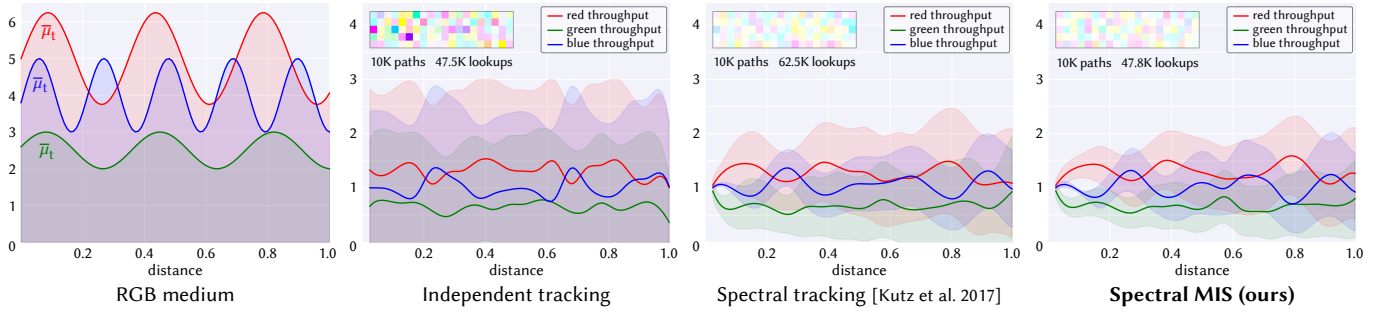 6
5
4
3
2
1
0
μ̅t
μ̅t
μ̅t
0.2
0.4
0.6
0.8
1.0
distance
RGB medium
4
3
2
1
0
red throughput
green throughput
blue throughput
10K paths 47.5K lookups
0.2
0.4
0.6
0.8
1.0
distance
Independent tracking
4
3
2
1
0
red throughput
green throughput
blue throughput
10K paths 62.5K lookups
0.2
0.4
0.6
0.8
1.0
distance
Spectral tracking [Kutz et al. 2017]
4
3
2
1
0
red throughput
green throughput
blue throughput
10K paths 47.8K lookups
0.2
0.4
0.6
0.8
1.0
distance
Spectral MIS (ours)